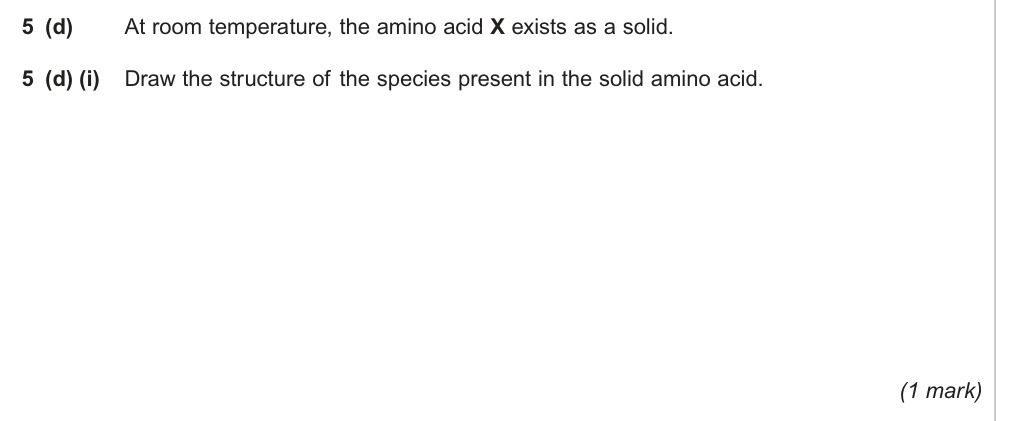 5 (d) At room temperature, the amino acid X exists as a solid.
5 (d) (i) Draw the structure of the species present in the solid amino acid.
(1 mark)